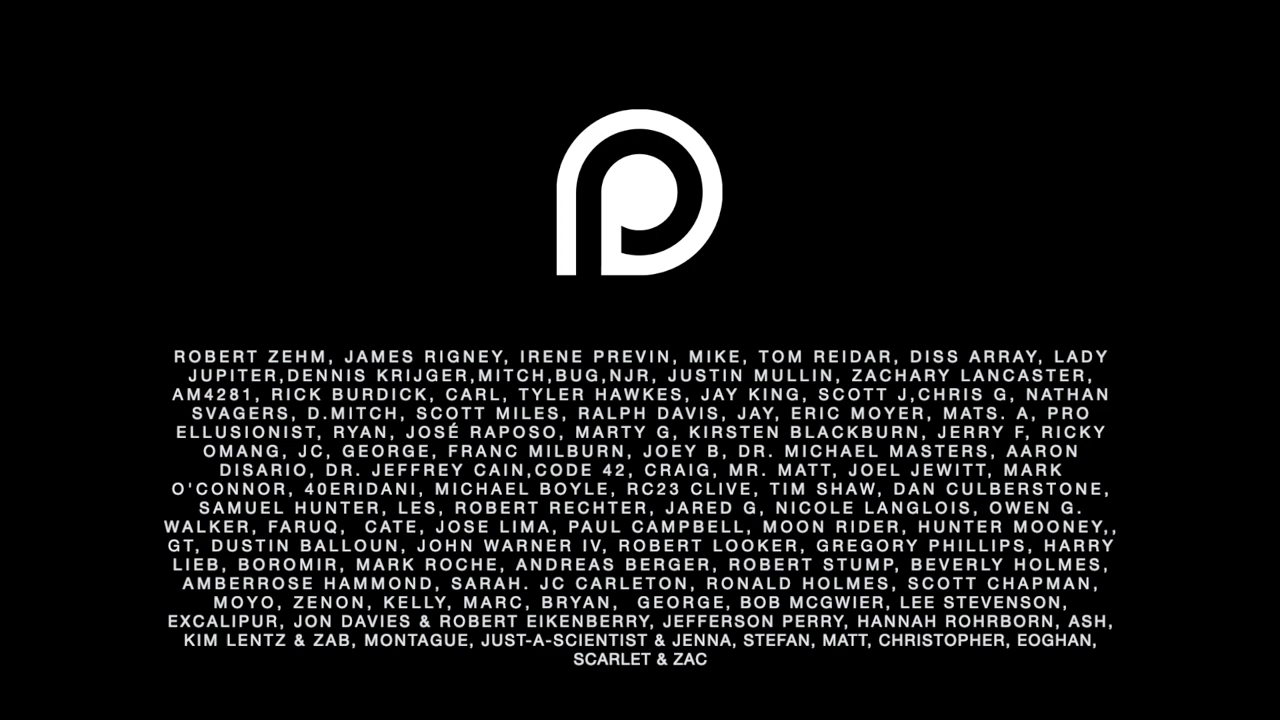 ROBERT ZEHM, JAMES RIGNEY, IRENE PREVIN, MIKE, TOM REIDAR, DISS ARRAY, LADY
JUPITER,DENNIS KRIJGER,MITCH,BUG,NJR, JUSTIN MULLIN, ZACHARY LANCASTER,
AM4281, RICK BURDICK, CARL, TYLER HAWKES, JAY KING, SCOTT J,CHRIS G, NATHAN
SVAGERS, D.MITCH, SCOTT MILES, RALPH DAVIS, JAY, ERIC MOYER, MATS. A, PRO
ELLUSIONIST, RYAN, JOSÉ RAPOSO, MARTY G, KIRSTEN BLACKBURN, JERRY F, RICKY
OMANG, JC, GEORGE, FRANC MILBURN, JOEY B, DR. MICHAEL MASTERS, AARON
DISARIO, DR. JEFFREY CAIN,CODE 42, CRAIG, MR. MATT, JOEL JEWITT, MARK
O'CONNOR, 40ERIDANI, MICHAEL BOYLE, RC23 CLIVE, TIM SHAW, DAN CULBERSTONE,
SAMUEL HUNTER, LES, ROBERT RECHTER, JARED G, NICOLE LANGLOIS, OWEN G.
WALKER, FARUQ,  CATE, JOSE LIMA, PAUL CAMPBELL, MOON RIDER, HUNTER MOONEY,,
GT, DUSTIN BALLOUN, JOHN WARNER IV, ROBERT LOOKER, GREGORY PHILLIPS, HARRY
LIEB, BOROMIR, MARK ROCHE, ANDREAS BERGER, ROBERT STUMP, BEVERLY HOLMES,
AMBERROSE HAMMOND, SARAH. JC CARLETON, RONALD HOLMES, SCOTT CHAPMAN,
MOYO, ZENON, KELLY, MARC, BRYAN,  GEORGE, BOB MCGWIER, LEE STEVENSON,
EXCALIPUR, JON DAVIES & ROBERT EIKENBERRY, JEFFERSON PERRY, HANNAH ROHRBORN, ASH,
KIM LENTZ & ZAB, MONTAGUE, JUST-A-SCIENTIST & JENNA, STEFAN, MATT, CHRISTOPHER, EOGHAN,
SCARLET & ZAC